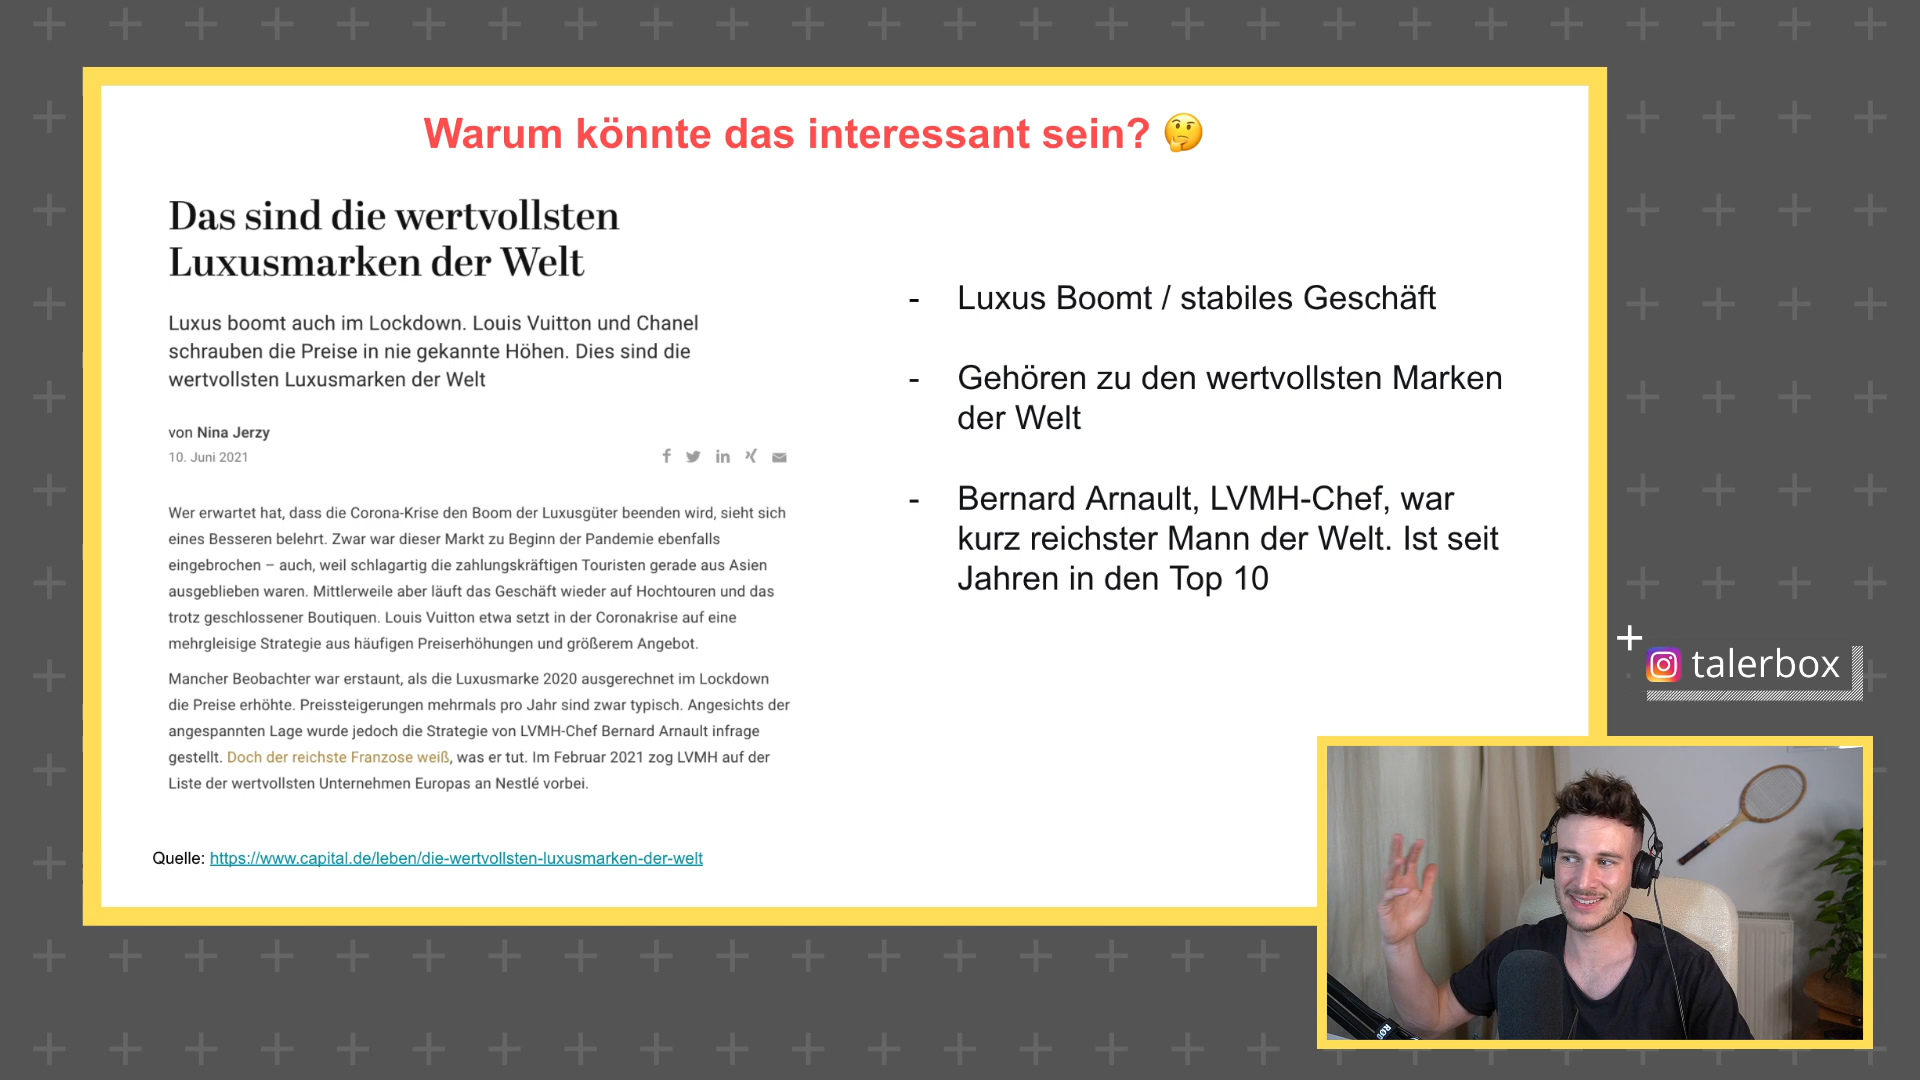 Warum könnte das interessant sein? 🤔
Das sind die wertvollsten
Luxusmarken der Welt
Luxus boomt auch im Lockdown. Louis Vuitton und Chanel
schrauben die Preise in nie gekannte Höhen. Dies sind die
wertvollsten Luxusmarken der Welt
von Nina Jerzy
10. Juni 2021
Wer erwartet hat, dass die Corona-Krise den Boom der Luxusgüter beenden wird, sieht sich
eines Besseren belehrt. Zwar war dieser Markt zu Beginn der Pandemie ebenfalls
eingebrochen – auch, weil schlagartig die zahlungskräftigen Touristen gerade aus Asien
ausgeblieben waren. Mittlerweile aber läuft das Geschäft wieder auf Hochtouren und das
trotz geschlossener Boutiquen. Louis Vuitton etwa setzt in der Coronakrise auf eine
mehrgleisige Strategie aus häufigen Preiserhöhungen und größerem Angebot.
Mancher Beobachter war erstaunt, als die Luxusmarke 2020 ausgerechnet im Lockdown
die Preise erhöhte. Preissteigerungen mehrmals pro Jahr sind zwar typisch. Angesichts der
angespannten Lage wurde jedoch die Strategie von LVMH-Chef Bernard Arnault infrage
gestellt. Doch der reichste Franzose weiß, was er tut. Im Februar 2021 zog LVMH auf der
Liste der wertvollsten Unternehmen Europas an Nestlé vorbei.
Quelle: https://www.capital.de/leben/die-wertvollsten-luxusmarken-der-welt
- Luxus Boomt / stabiles Geschäft
- Gehören zu den wertvollsten Marken
der Welt
- Bernard Arnault, LVMH-Chef, war
kurz reichster Mann der Welt. Ist seit
Jahren in den Top 10
talerbox